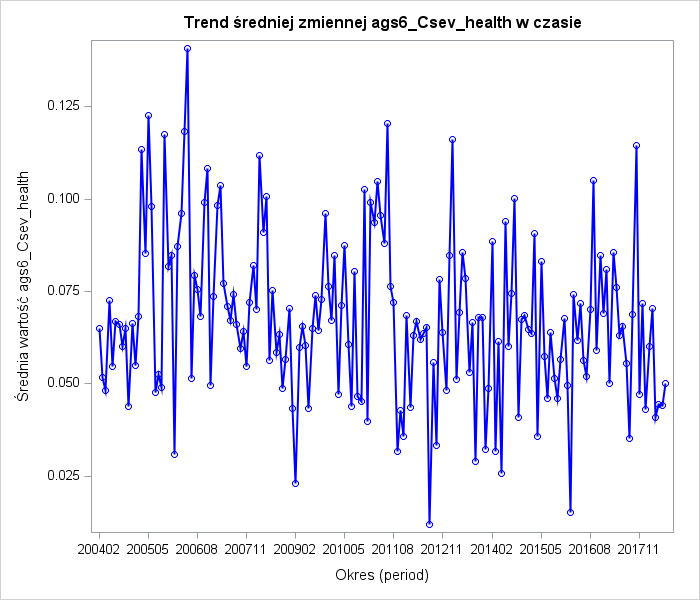 Trend średniej zmiennej ags6_Csev_health w czasie
Średnia wartość ags6_Csev_health
0.125
0.100
0.075
0.050
0.025
200402 200505 200608 200711 200902 201005 201108 201211 201402 201505 201608 201711
Okres (period)